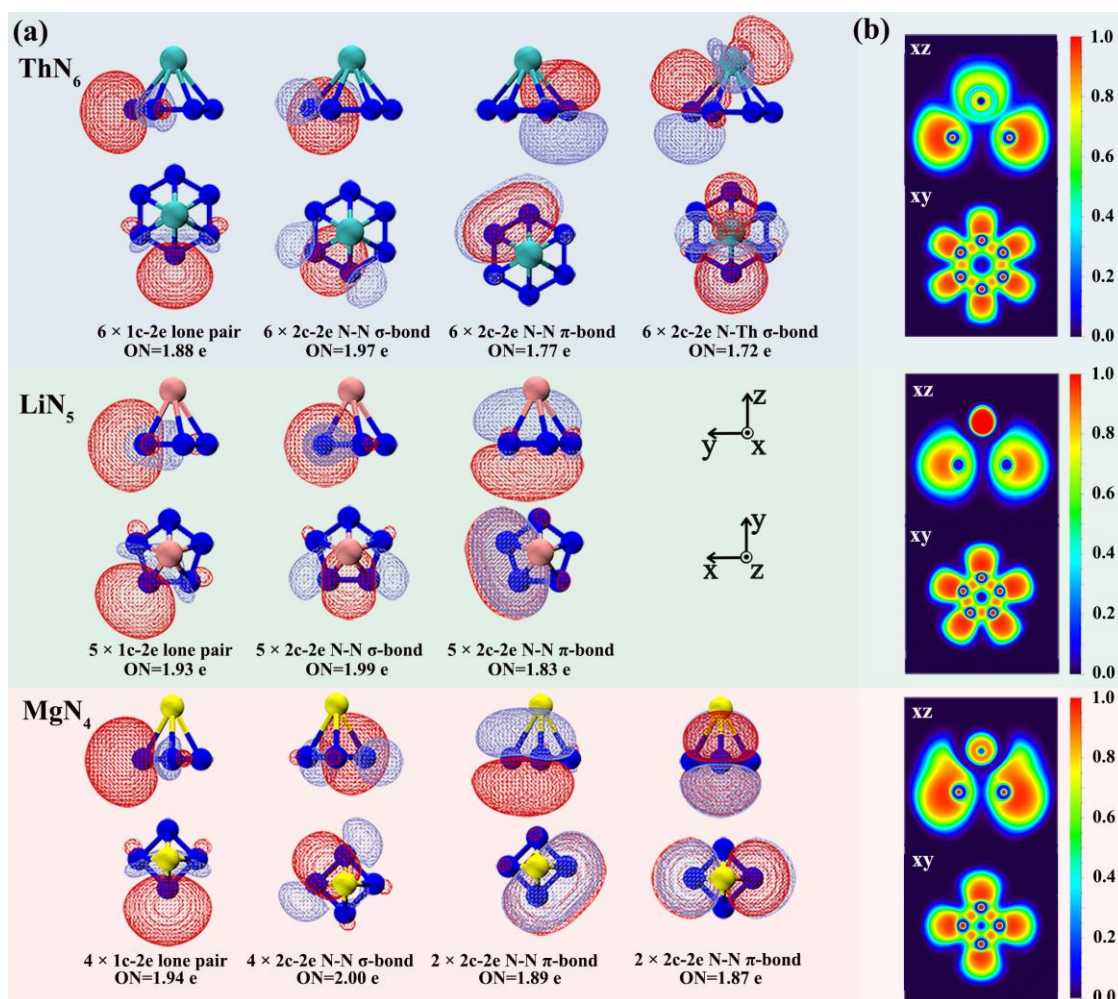 (a)
(b)
ThN₆
6 × 1c-2e lone pair
ON=1.88 e
6 × 2c-2e N-N σ-bond
ON=1.97 e
6 × 2c-2e N-N π-bond
ON=1.77 e
6 × 2c-2e N-Th σ-bond
ON=1.72 e
xz
xy
1.0
0.8
0.6
0.4
0.2
0.0
LiN₅
z
y
x
y
x
z
5 × 1c-2e lone pair
ON=1.93 e
5 × 2c-2e N-N σ-bond
ON=1.99 e
5 × 2c-2e N-N π-bond
ON=1.83 e
xz
xy
1.0
0.8
0.6
0.4
0.2
0.0
MgN₄
4 × 1c-2e lone pair
ON=1.94 e
4 × 2c-2e N-N σ-bond
ON=2.00 e
2 × 2c-2e N-N π-bond
ON=1.89 e
2 × 2c-2e N-N π-bond
ON=1.87 e
xz
xy
1.0
0.8
0.6
0.4
0.2
0.0